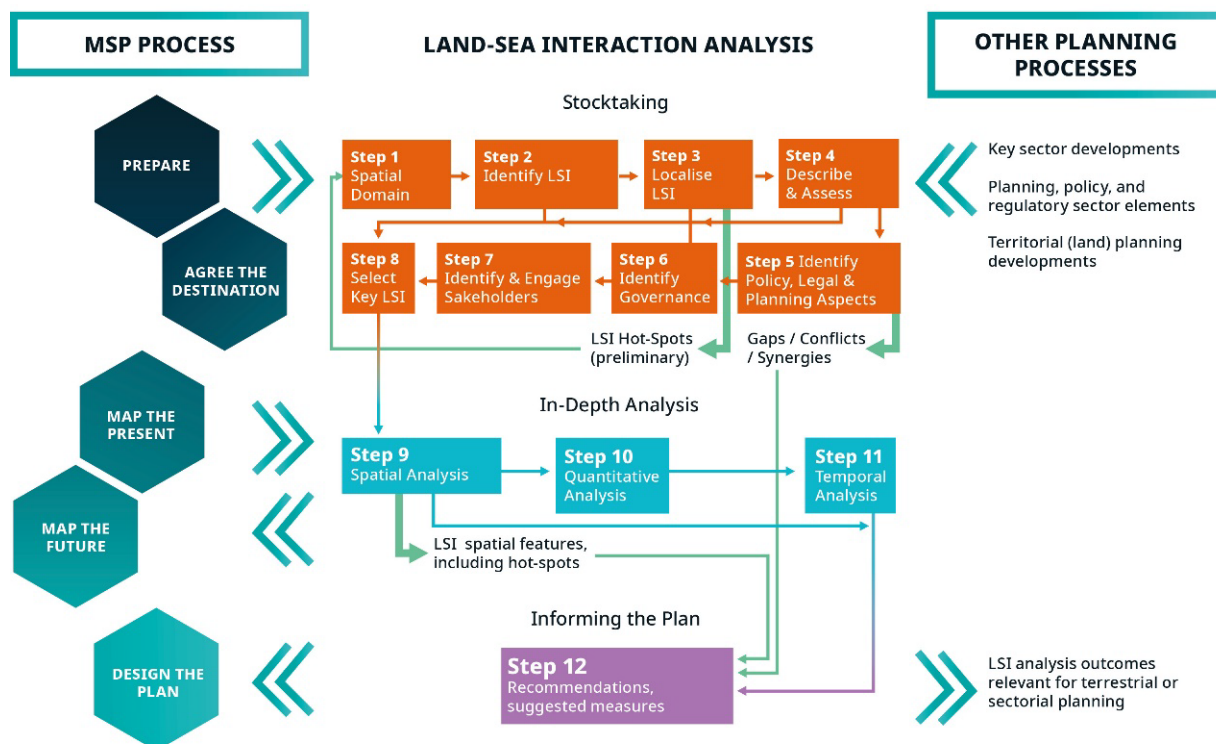 MSP PROCESS
LAND-SEA INTERACTION ANALYSIS
OTHER PLANNING
PROCESSES
Stocktaking
PREPARE
AGREE THE
DESTINATION
MAP THE
PRESENT
MAP THE
FUTURE
DESIGN THE
PLAN
Step 1
Spatial
Domain
Step 2
Identify LSI
Step 3
Localise
LSI
Step 4
Describe
& Assess
Step 8
Select
Key LSI
Step 7
Identify & Engage
Sakeholders
Step 6
Identify
Governance
Step 5 Identify
Policy, Legal &
Planning Aspects
LSI Hot-Spots
(preliminary)
Gaps / Conflicts
/ Synergies
In-Depth Analysis
Step 9
Spatial Analysis
Step 10
Quantitative
Analysis
Step 11
Temporal
Analysis
LSI spatial features,
including hot-spots
Informing the Plan
Step 12
Recommendations,
suggested measures
Key sector developments
Planning, policy, and
regulatory sector elements
Territorial (land) planning
developments
LSI analysis outcomes
relevant for terrestrial or
sectorial planning